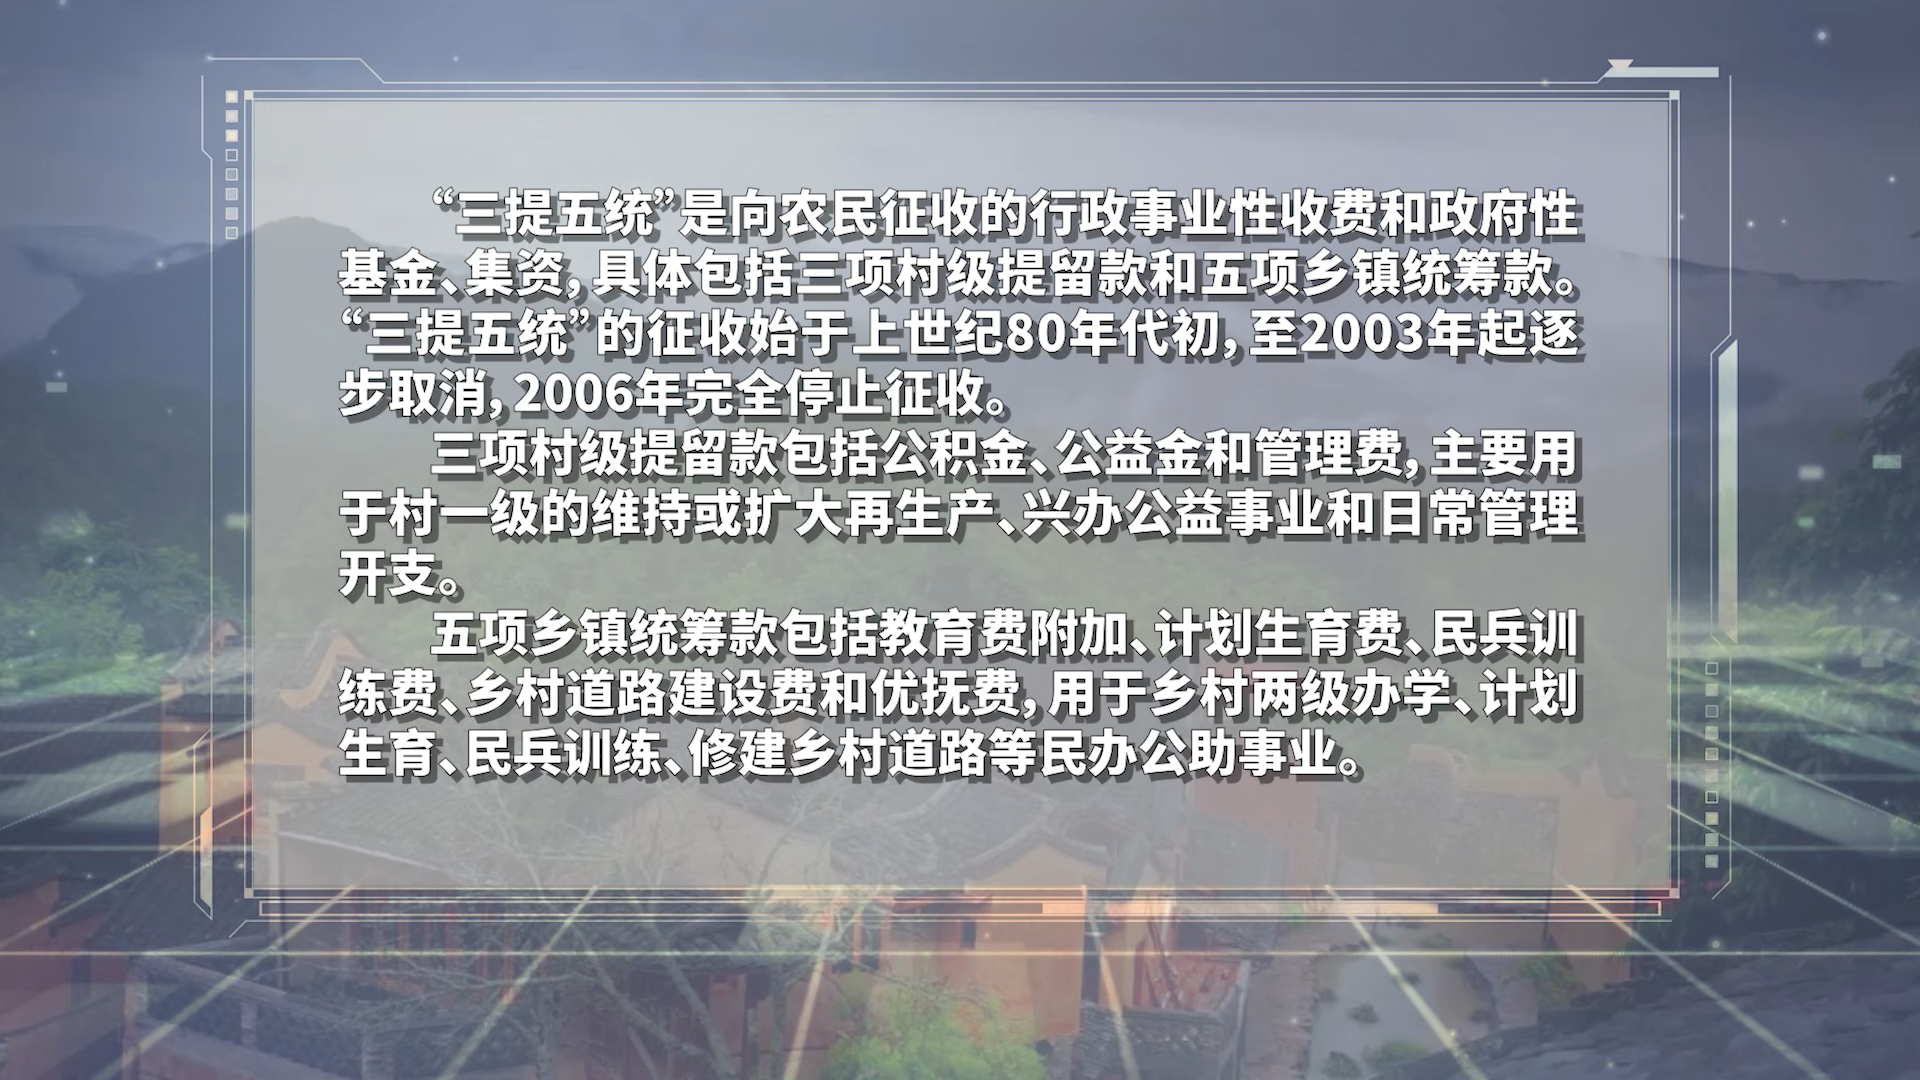 “三提五统”是向农民征收的行政事业性收费和政府性
基金、集资，具体包括三项村级提留款和五项乡镇统筹款。
“三提五统”的征收始于上世纪80年代初，至2003年起逐
步取消，2006年完全停止征收。
三项村级提留款包括公积金、公益金和管理费，主要用
于村一级的维持或扩大再生产、兴办公益事业和日常管理
开支。
五项乡镇统筹款包括教育费附加、计划生育费、民兵训
练费、乡村道路建设费和优抚费，用于乡村两级办学、计划
生育、民兵训练、修建乡村道路等民办公助事业。